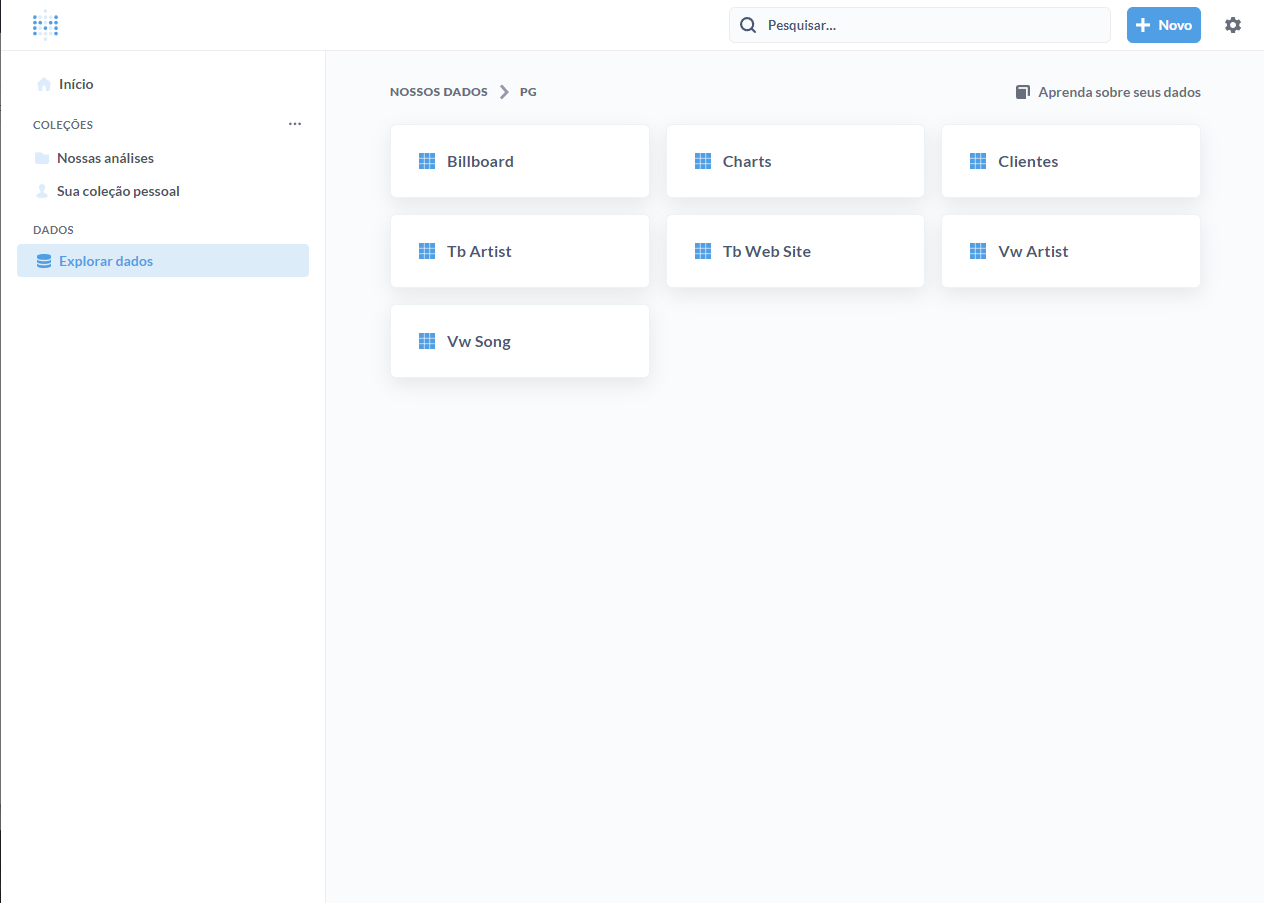 Pesquisar...
Novo
Início
COLEÇÕES
Nossas análises
Sua coleção pessoal
DADOS
Explorar dados
NOSSOS DADOS PG
Aprenda sobre seus dados
Billboard
Charts
Clientes
Tb Artist
Tb Web Site
Vw Artist
Vw Song